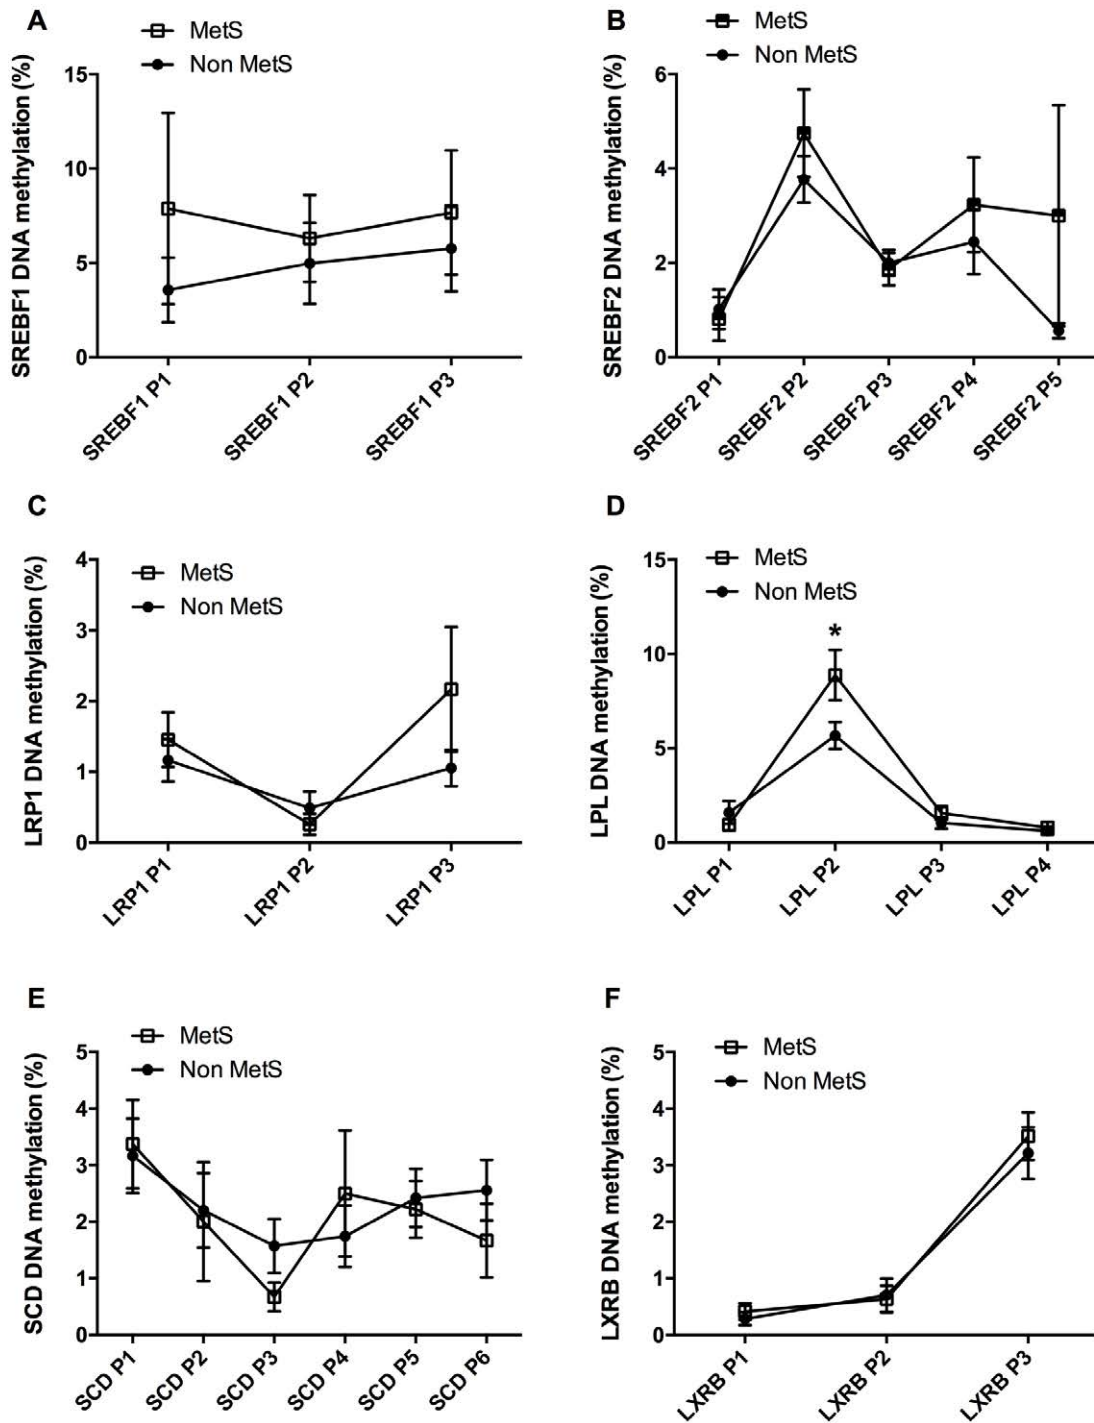 A
MetS
Non MetS
SREBF1 DNA methylation (%)
15
10
5
0
SREBF1 P1
SREBF1 P2
SREBF1 P3
B
MetS
Non MetS
SREBF2 DNA methylation (%)
6
4
2
0
SREBF2 P1
SREBF2 P2
SREBF2 P3
SREBF2 P4
SREBF2 P5
C
MetS
Non MetS
LRP1 DNA methylation (%)
4
3
2
1
0
LRP1 P1
LRP1 P2
LRP1 P3
D
MetS
Non MetS
LPL DNA methylation (%)
15
10
5
0
*
LPL P1
LPL P2
LPL P3
LPL P4
E
MetS
Non MetS
SCD DNA methylation (%)
5
4
3
2
1
0
SCD P1
SCD P2
SCD P3
SCD P4
SCD P5
SCD P6
F
MetS
Non MetS
LXRB DNA methylation (%)
5
4
3
2
1
0
LXRB P1
LXRB P2
LXRB P3